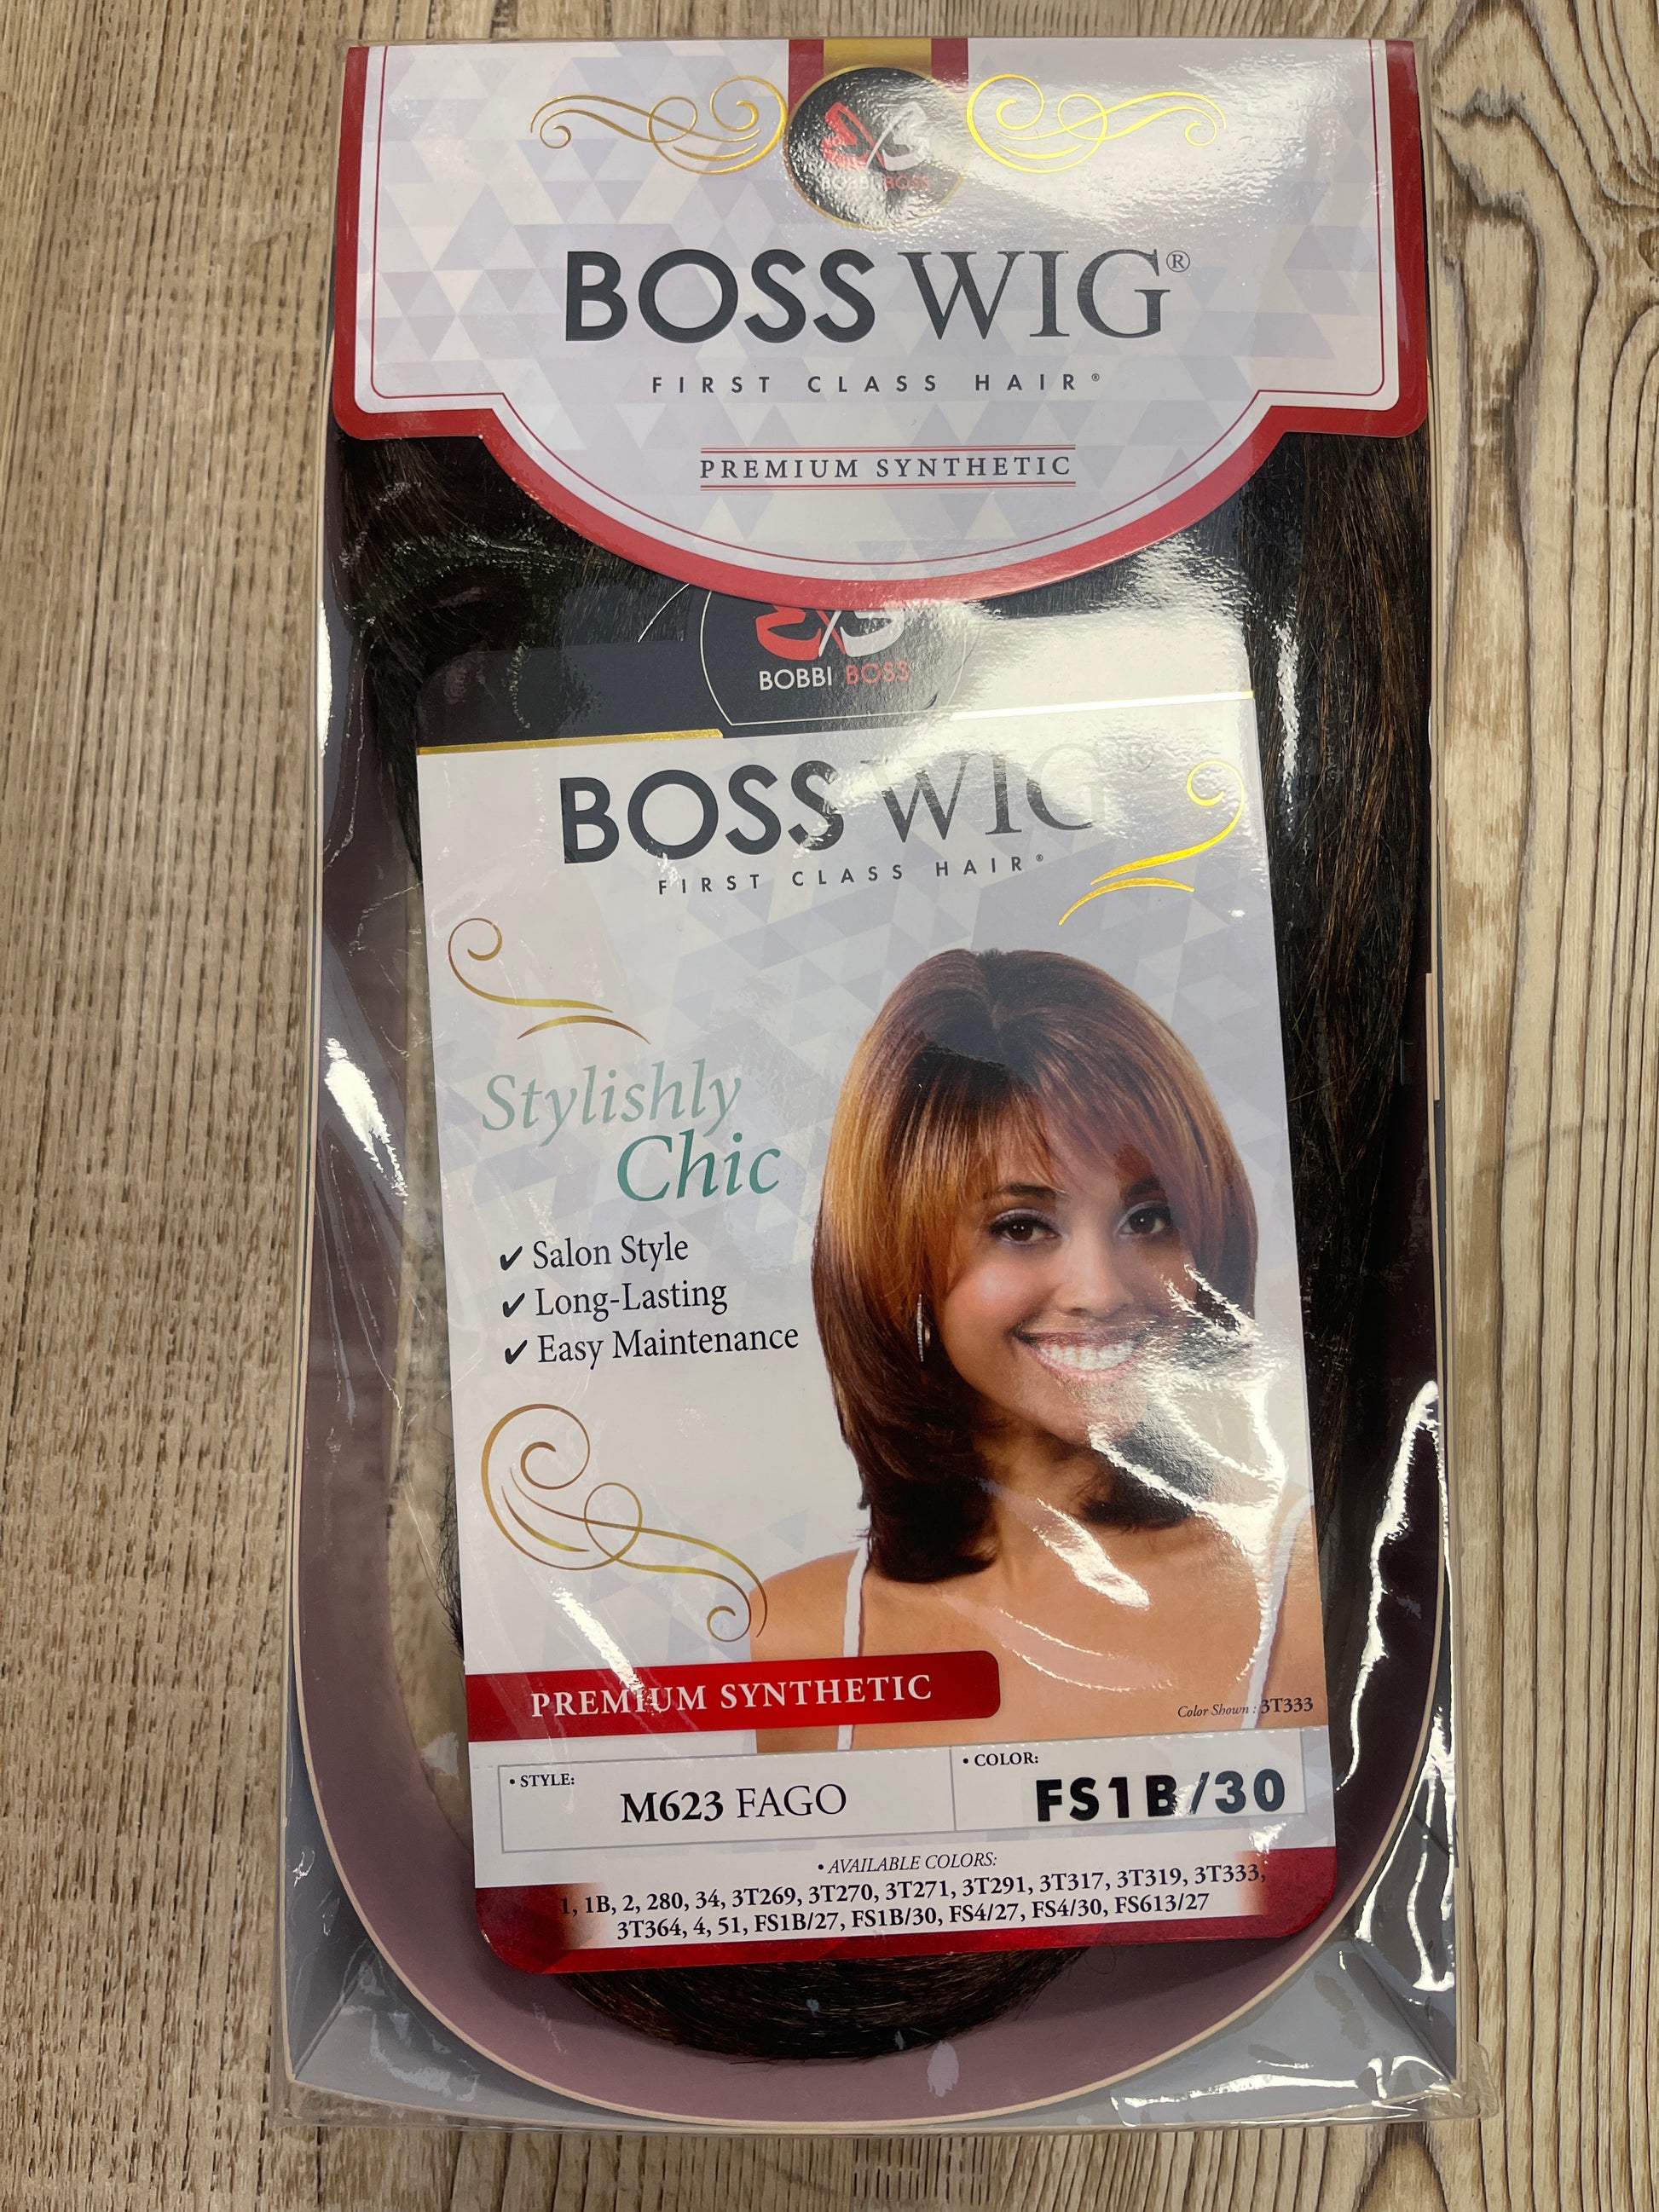 BOBBI BOSS
BOSS WIG®
FIRST CLASS HAIR®
PREMIUM SYNTHETIC
BOBBI BOSS
BOSS WIG
FIRST CLASS HAIR®
Stylishly
Chic
✔ Salon Style
✔ Long-Lasting
✔ Easy Maintenance
PREMIUM SYNTHETIC
Color Shown : 3T333
• STYLE:
M623 FAGO
• COLOR:
FS1B/30
• AVAILABLE COLORS:
1, 1B, 2, 280, 34, 3T269, 3T270, 3T271, 3T291, 3T317, 3T319, 3T333,
3T364, 4, 51, FS1B/27, FS1B/30, FS4/27, FS4/30, FS613/27